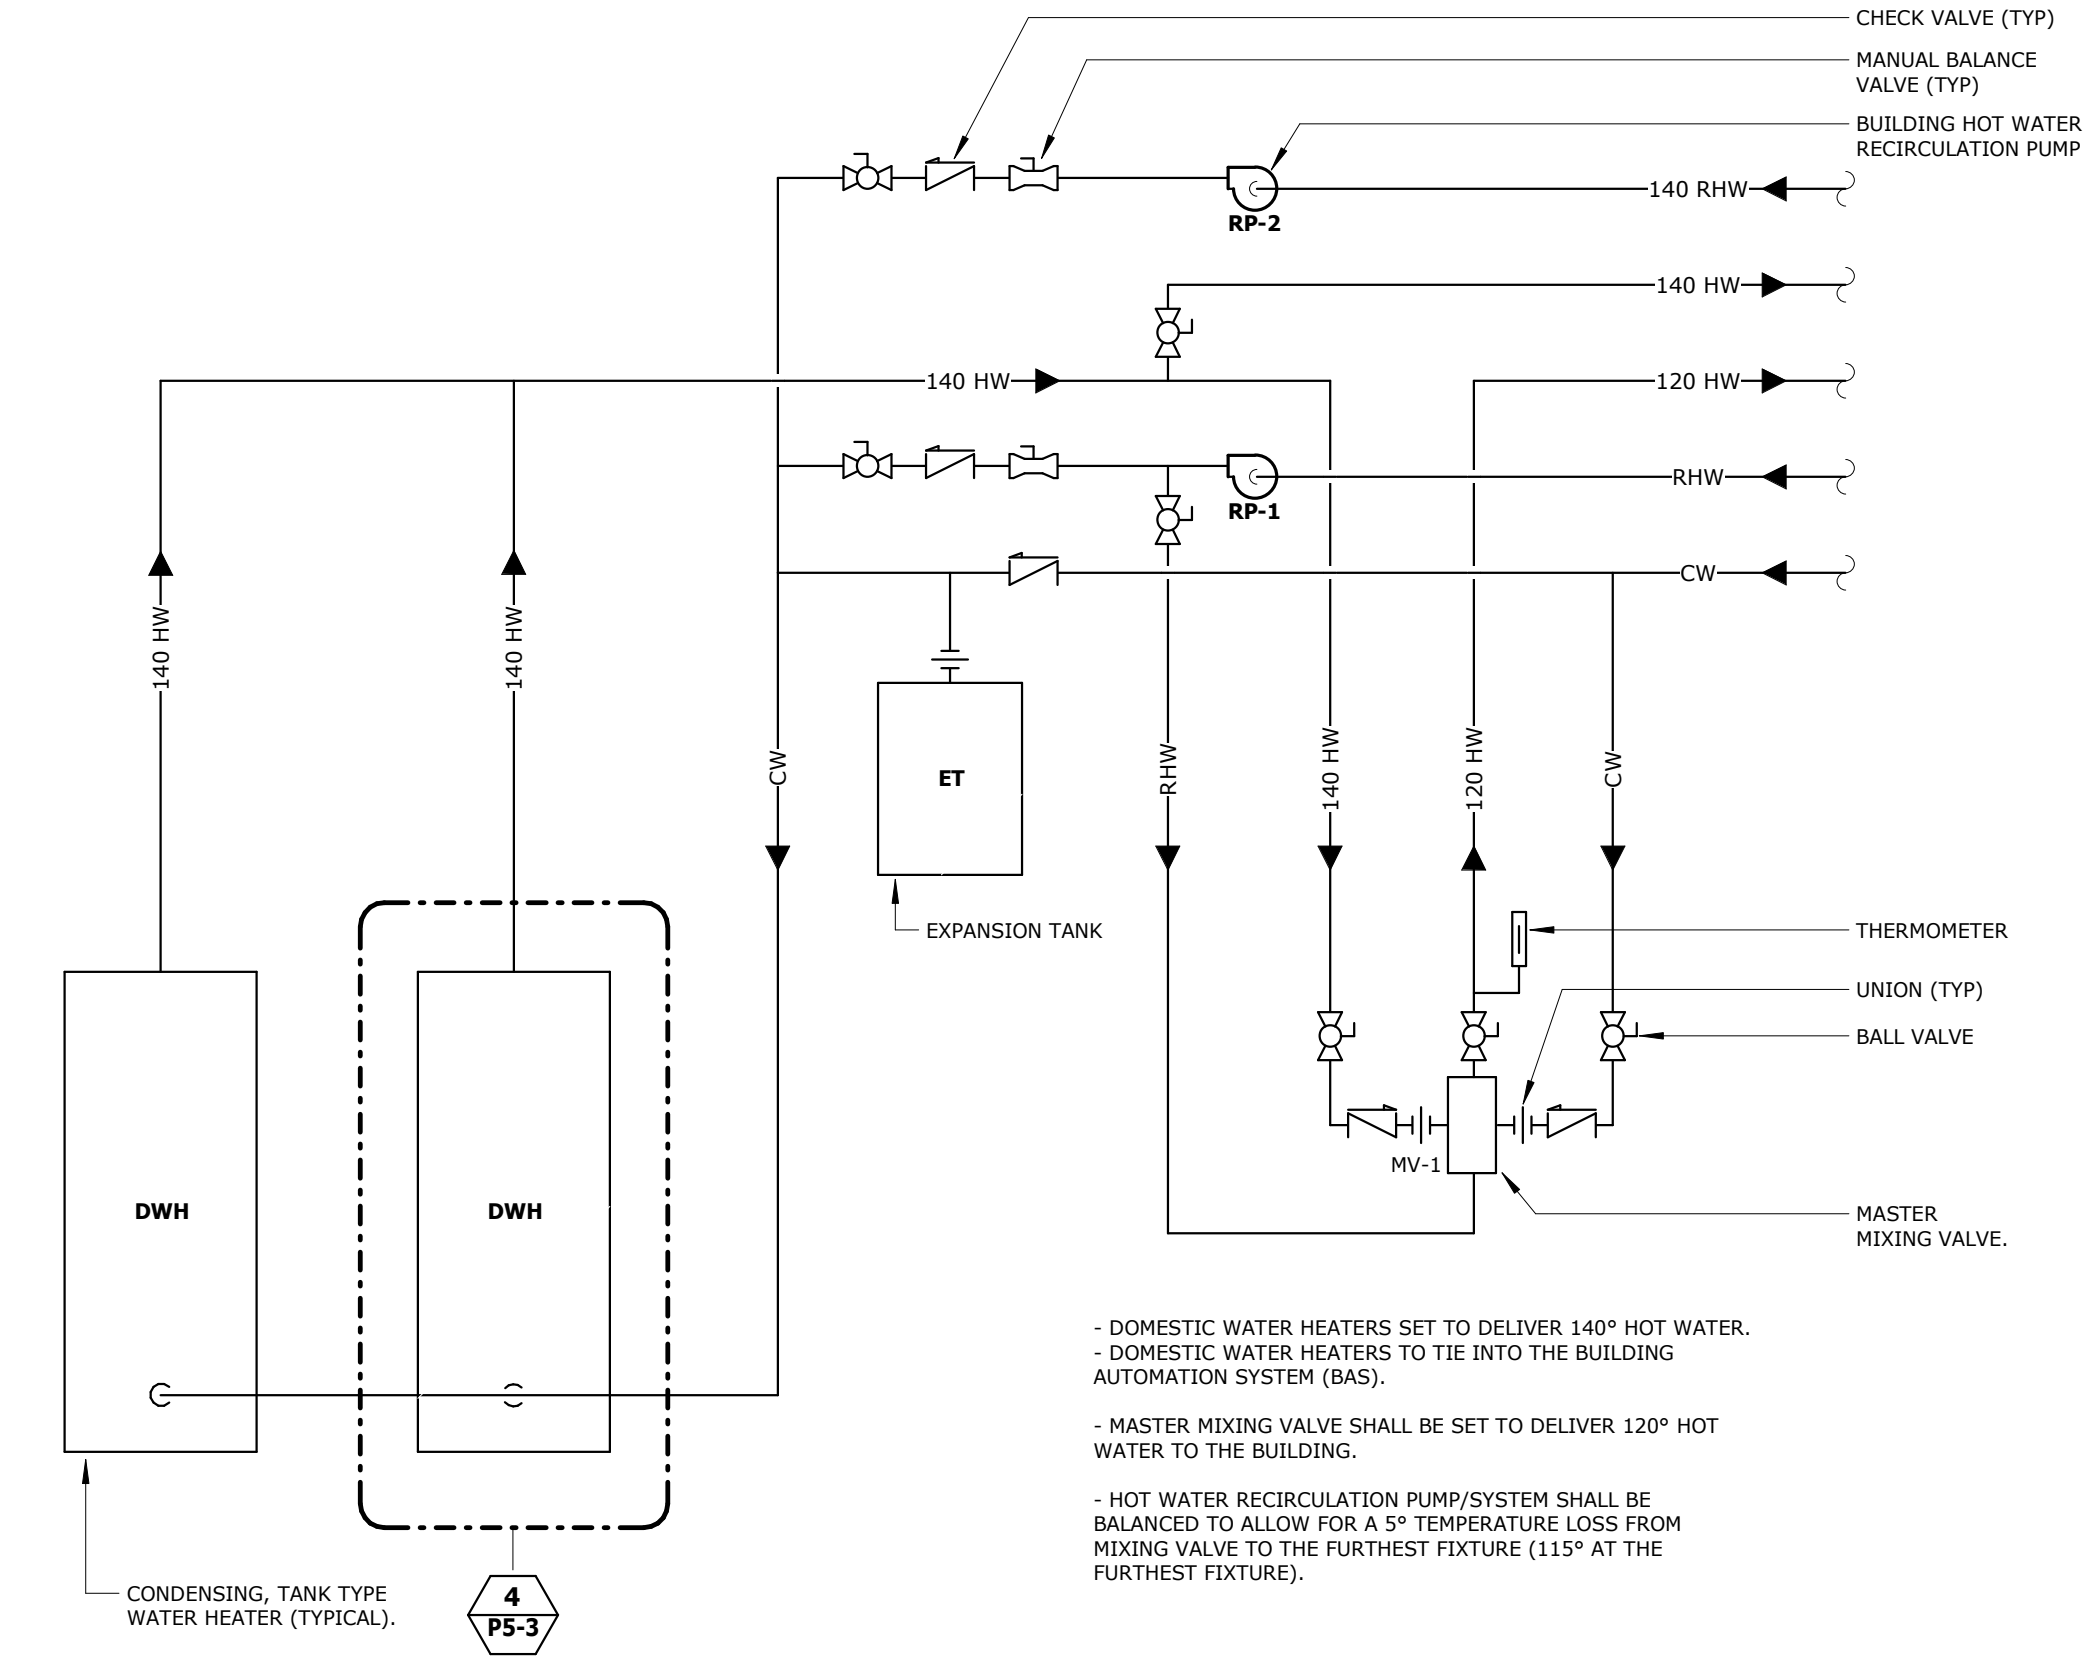 CHECK VALVE (TYP)
MANUAL BALANCE
VALVE (TYP)
BUILDING HOT WATER
RECIRCULATION PUMP
140 RHW
RP-2
140 HW
140 HW
120 HW
RHW
RP-1
CW
140 HW
140 HW
CW
ET
RHW
140 HW
120 HW
CW
EXPANSION TANK
THERMOMETER
UNION (TYP)
BALL VALVE
MV-1
DWH
DWH
MASTER
MIXING VALVE.
- DOMESTIC WATER HEATERS SET TO DELIVER 140° HOT WATER.
- DOMESTIC WATER HEATERS TO TIE INTO THE BUILDING
AUTOMATION SYSTEM (BAS).
- MASTER MIXING VALVE SHALL BE SET TO DELIVER 120° HOT
WATER TO THE BUILDING.
- HOT WATER RECIRCULATION PUMP/SYSTEM SHALL BE
BALANCED TO ALLOW FOR A 5° TEMPERATURE LOSS FROM
MIXING VALVE TO THE FURTHEST FIXTURE (115° AT THE
FURTHEST FIXTURE).
CONDENSING, TANK TYPE
WATER HEATER (TYPICAL).
4
P5-3